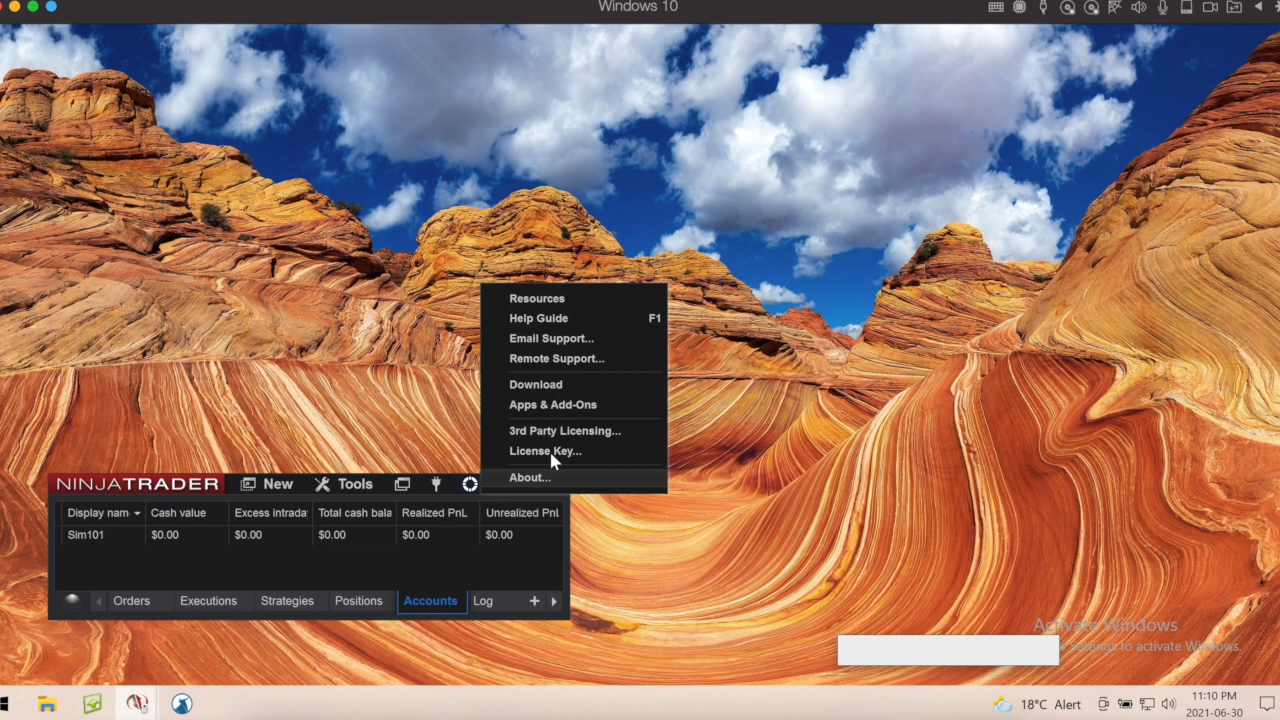 Windows 10
Resources
Help Guide F1
Email Support...
Remote Support...
Download
Apps & Add-Ons
3rd Party Licensing...
License Key...
About...
NINJATRADER New Tools
Display nam Cash value Excess intraday Total cash bala Realized PnL Unrealized PnL
Sim101 $0.00 $0.00 $0.00 $0.00 $0.00
Orders Executions Strategies Positions Accounts Log +
Activate Windows
Settings to activate Windows.
18°C Alert
11:10 PM
2021-06-30